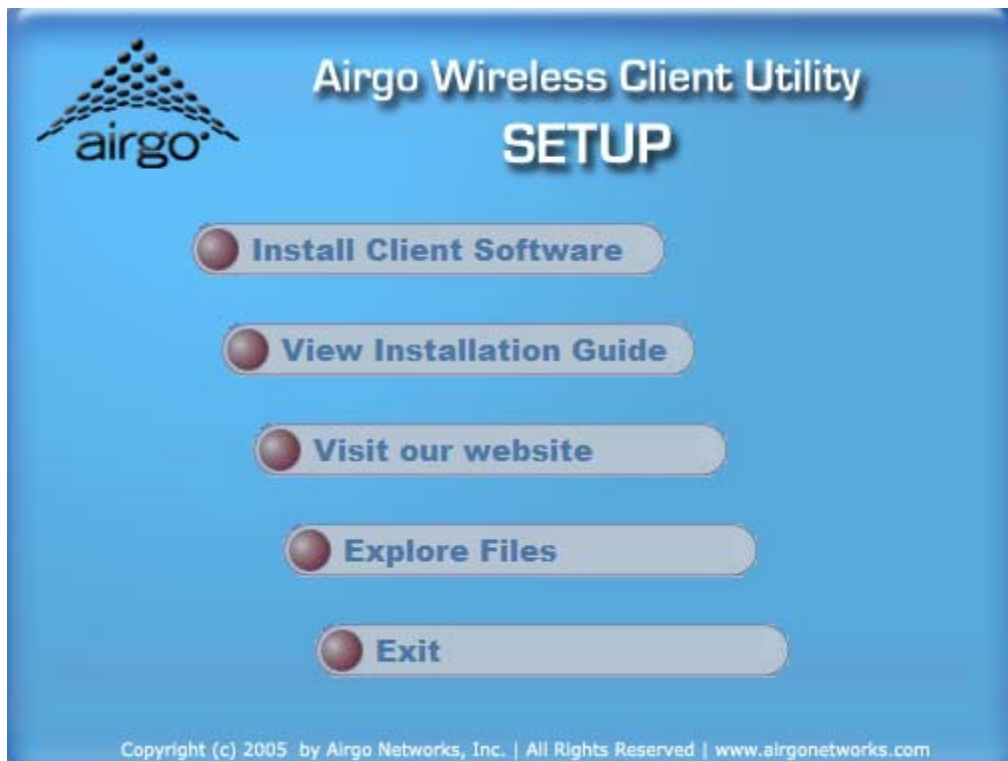 airgo
Airgo Wireless Client Utility
SETUP
Install Client Software
View Installation Guide
Visit our website
Explore Files
Exit
Copyright (c) 2005 by Airgo Networks, Inc. | All Rights Reserved | www.airgonetworks.com